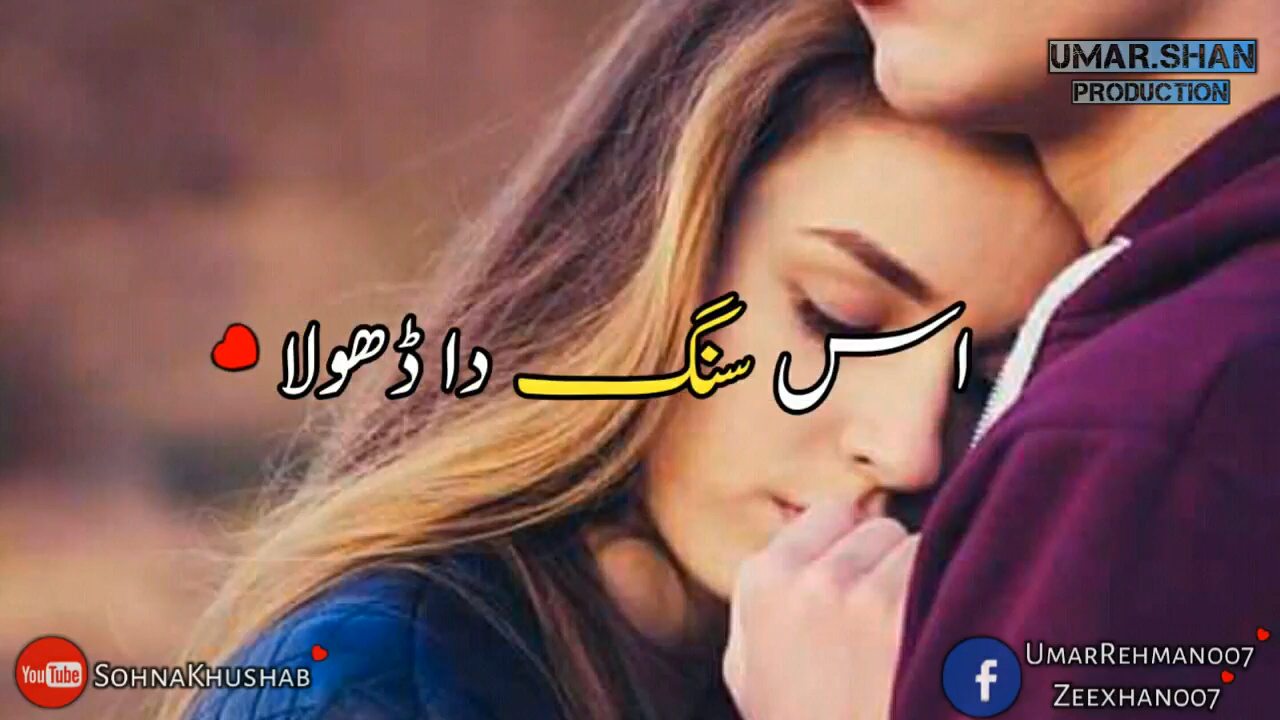 UMAR.SHAN
PRODUCTION
اس سنگ دا ڈھولا
YouTube SOHNAKHUSHAB
f UMARREHMAN007
ZEEXHAN007